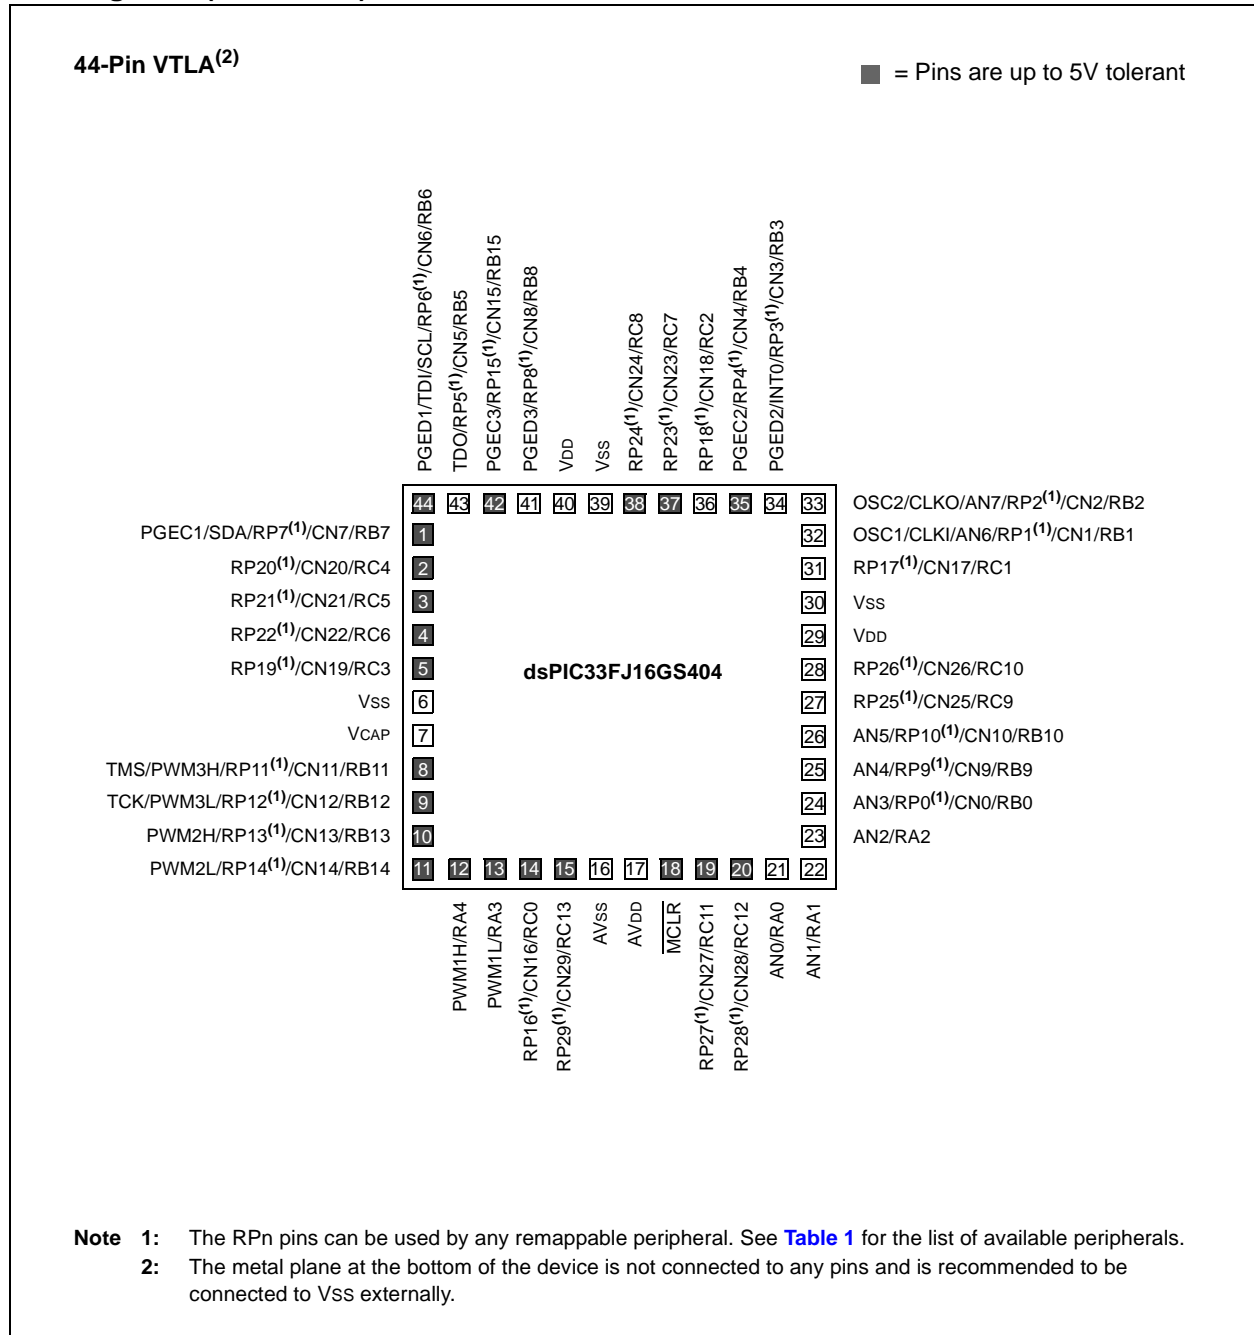 44-Pin VTLA(2)
= Pins are up to 5V tolerant
PGED1/TDI/SCL/RP6(1)/CN6/RB6
TDO/RP5(1)/CN5/RB5
PGEC3/RP15(1)/CN15/RB15
PGED3/RP8(1)/CN8/RB8
VDD
VSS
RP24(1)/CN24/RC8
RP23(1)/CN23/RC7
RP18(1)/CN18/RC2
PGEC2/RP4(1)/CN4/RB4
PGED2/INT0/RP3(1)/CN3/RB3
44 43 42 41 40 39 38 37 36 35 34 33 OSC2/CLKO/AN7/RP2(1)/CN2/RB2
PGEC1/SDA/RP7(1)/CN7/RB7 1 32 OSC1/CLKI/AN6/RP1(1)/CN1/RB1
RP20(1)/CN20/RC4 2 31 RP17(1)/CN17/RC1
RP21(1)/CN21/RC5 3 30 VSS
RP22(1)/CN22/RC6 4 29 VDD
RP19(1)/CN19/RC3 5 dsPIC33FJ16GS404 28 RP26(1)/CN26/RC10
VSS 6 27 RP25(1)/CN25/RC9
VCAP 7 26 AN5/RP10(1)/CN10/RB10
TMS/PWM3H/RP11(1)/CN11/RB11 8 25 AN4/RP9(1)/CN9/RB9
TCK/PWM3L/RP12(1)/CN12/RB12 9 24 AN3/RP0(1)/CN0/RB0
PWM2H/RP13(1)/CN13/RB13 10 23 AN2/RA2
PWM2L/RP14(1)/CN14/RB14 11 12 13 14 15 16 17 18 19 20 21 22
PWM1H/RA4
PWM1L/RA3
RP16(1)/CN16/RC0
RP29(1)/CN29/RC13
AVSS
AVDD
MCLR
RP27(1)/CN27/RC11
RP28(1)/CN28/RC12
AN0/RA0
AN1/RA1
Note 1: The RPn pins can be used by any remappable peripheral. See Table 1 for the list of available peripherals.
2: The metal plane at the bottom of the device is not connected to any pins and is recommended to be
connected to VSS externally.